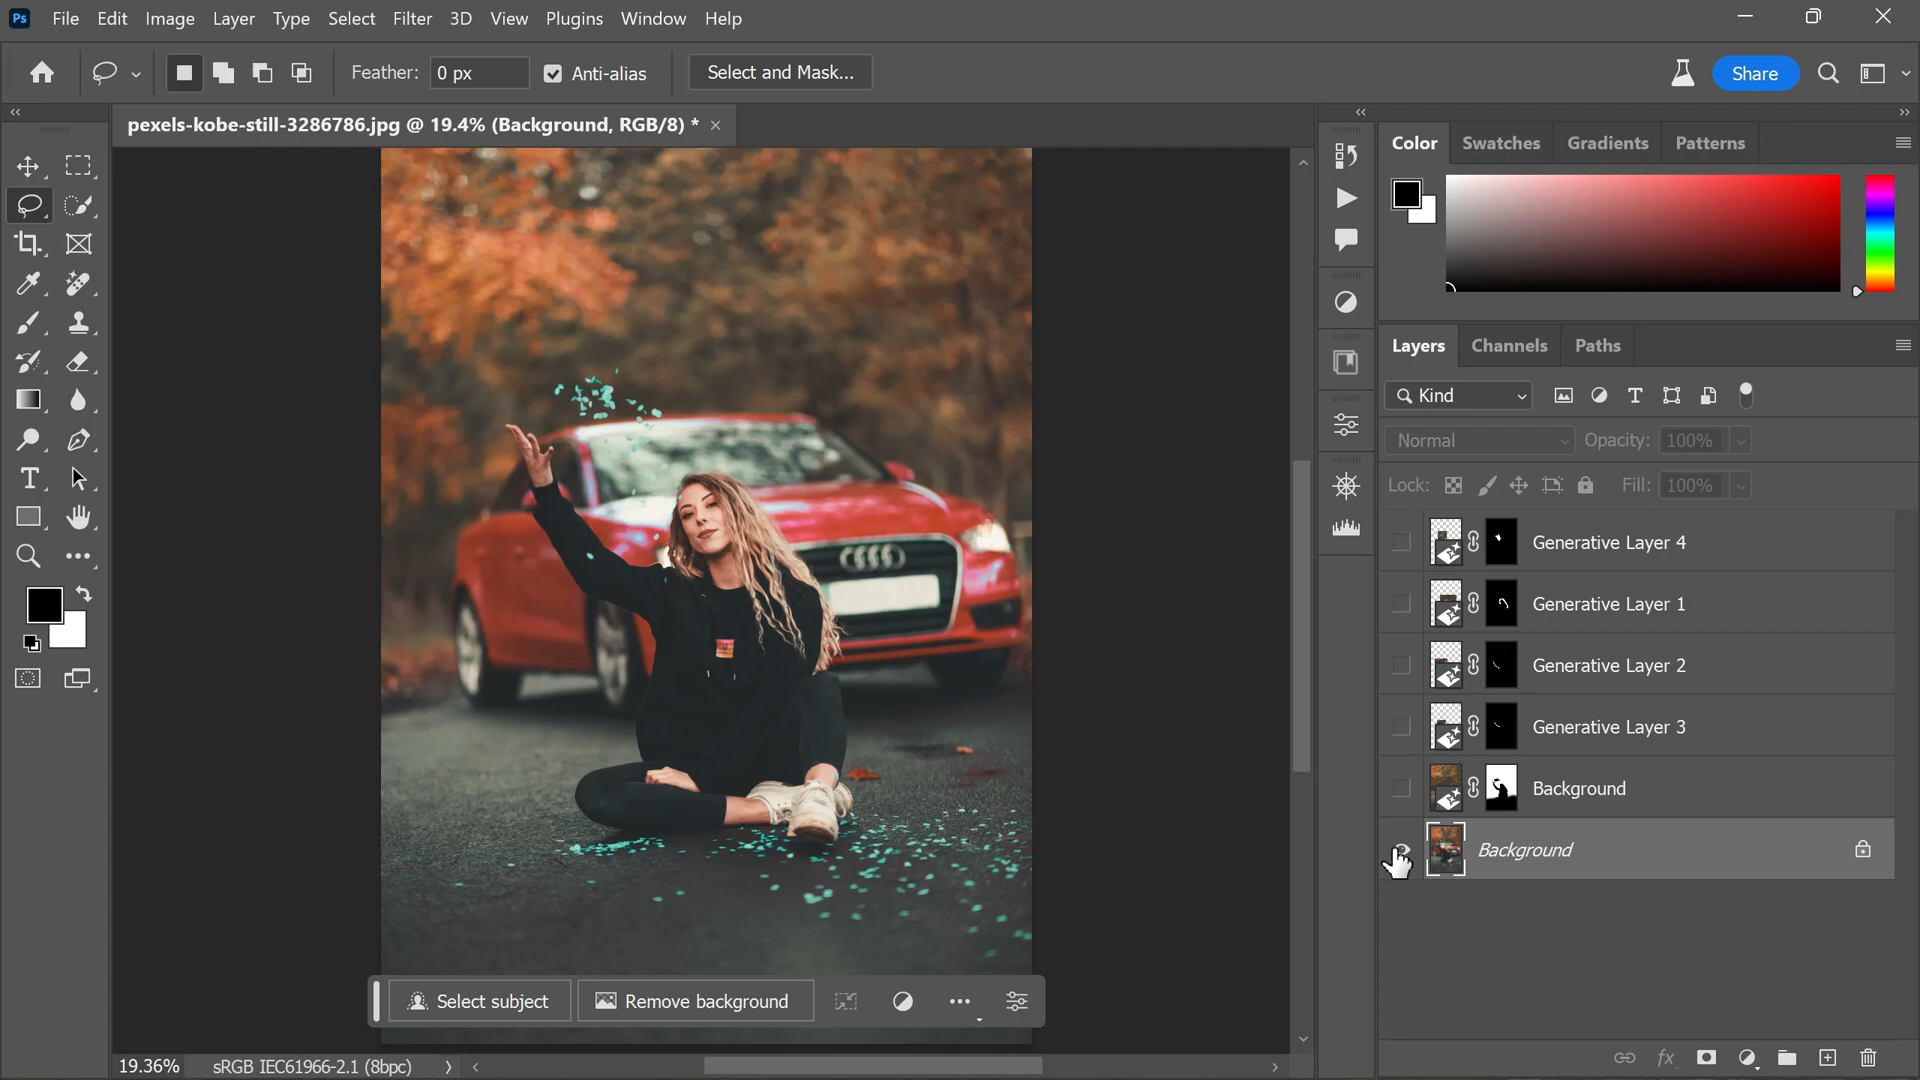 Ps File Edit Image Layer Type Select Filter 3D View Plugins Window Help
Feather: 0 px Anti-alias Select and Mask... Share
pexels-kobe-still-3286786.jpg @ 19.4% (Background, RGB/8) * ×
Color Swatches Gradients Patterns
Layers Channels Paths
Kind
Normal Opacity: 100%
Lock: Fill: 100%
Generative Layer 4
Generative Layer 1
Generative Layer 2
Generative Layer 3
Background
Background
Select subject Remove background
19.36% sRGB IEC61966-2.1 (8bpc)
fx